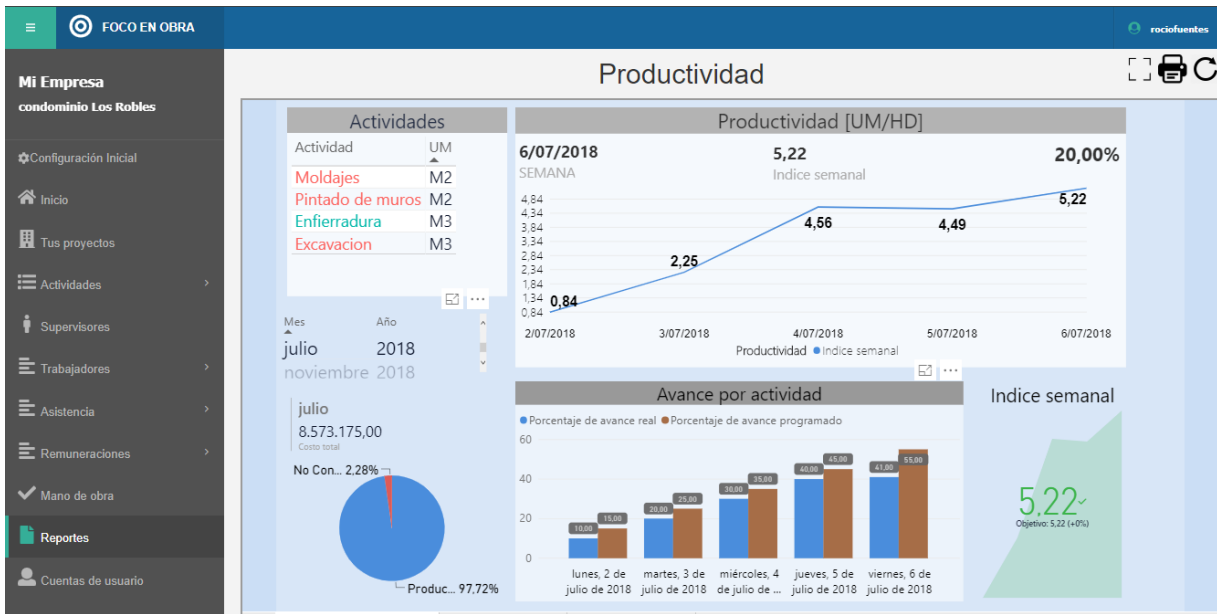 FOCO EN OBRA
rociofuentes
Mi Empresa
condominio Los Robles
Configuración Inicial
Inicio
Tus proyectos
Actividades
Supervisores
Trabajadores
Asistencia
Remuneraciones
Mano de obra
Reportes
Cuentas de usuario
Productividad
Actividades
Actividad UM
Moldajes M2
Pintado de muros M2
Enfierradura M3
Excavacion M3
Mes Año
julio 2018
noviembre 2018
julio
8.573.175,00
Costo total
No Con... 2,28%
Produc... 97,72%
Productividad [UM/HD]
6/07/2018 5,22 20,00%
SEMANA Indice semanal
4,84
4,34
3,84
3,34
2,84
2,34
1,84
1,34
0,84
0,84
2,25
4,56
4,49
5,22
2/07/2018 3/07/2018 4/07/2018 5/07/2018 6/07/2018
Productividad Indice semanal
Avance por actividad
Porcentaje de avance real Porcentaje de avance programado
60
40
20
0
10,00 15,00 20,00 25,00 30,00 35,00 40,00 45,00 41,00 55,00
lunes, 2 de martes, 3 de miércoles, 4 jueves, 5 de viernes, 6 de
julio de 2018 julio de 2018 de julio de ... julio de 2018 julio de 2018
Indice semanal
5,22
Objetivo: 5,22 (+0%)